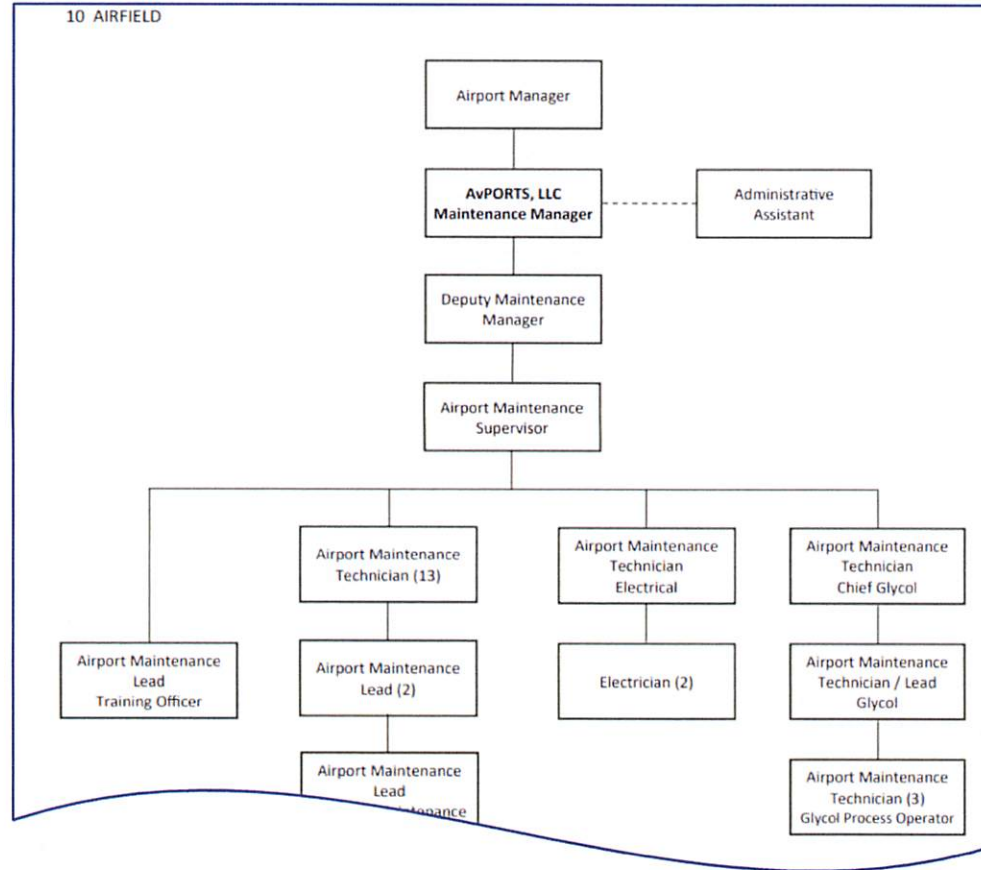 10 AIRFIELD
Airport Manager
AvPORTS, LLC
Maintenance Manager
Administrative
Assistant
Deputy Maintenance
Manager
Airport Maintenance
Supervisor
Airport Maintenance
Lead
Training Officer
Airport Maintenance
Technician (13)
Airport Maintenance
Lead (2)
Airport Maintenance
Lead
Airport Maintenance
Technician
Electrical
Electrician (2)
Airport Maintenance
Technician
Chief Glycol
Airport Maintenance
Technician / Lead
Glycol
Airport Maintenance
Technician (3)
Glycol Process Operator